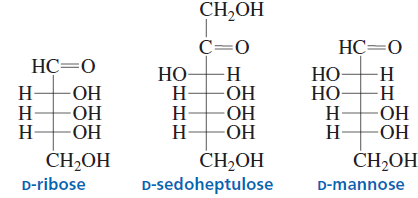 HC=O
H OH
H OH
H OH
CH₂OH
D-ribose
CH₂OH
C=O
HO H
H OH
H OH
H OH
CH₂OH
D-sedoheptulose
HC=O
HO H
HO H
H OH
H OH
CH₂OH
D-mannose